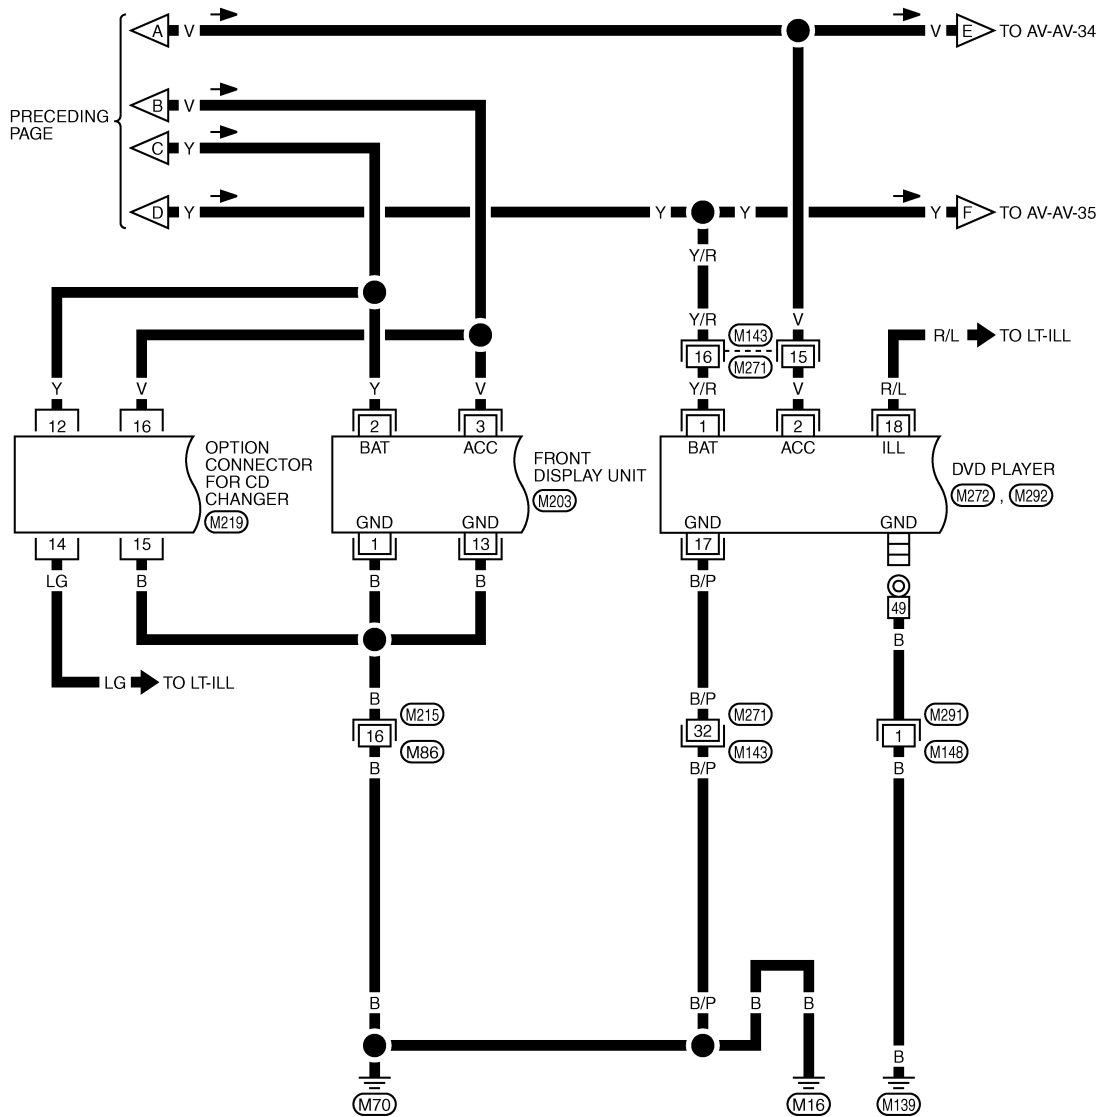 A V V E TO AV-AV-34
B V
PRECEDING
PAGE
C Y
D Y Y Y Y F TO AV-AV-35
Y/R
Y/R V
M143
16 15
M271
R/L TO LT-ILL
Y V Y V Y/R V R/L
12 16 2 3 1 2 18
BAT ACC BAT ACC ILL
OPTION
CONNECTOR
FOR CD
CHANGER
M219
FRONT
DISPLAY UNIT
M203
DVD PLAYER
M272 , M292
GND GND GND GND
14 15 1 13 17
LG B B B B/P
49
B
LG TO LT-ILL
B B/P
M215 M271 M291
16 32 1
M86 M143 M148
B B/P B
B B/P B B
B
M70 M16 M139